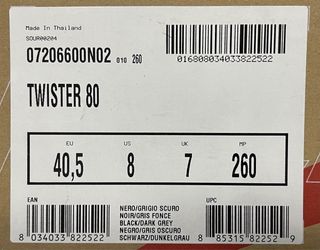 Made in Thailand
SOUR00204
07206600N02 010 260
016808034033822522
TWISTER 80
EU US UK MP
40,5 8 7 260
EAN
NERO/GRIGIO SCURO
NOIR/GRIS FONCE
BLACK/DARK GREY
NEGRO/GRIS OSCURO
SCHWARZ/DUNKELGRAU
UPC
8 034033 822522
8 85315 82252 9